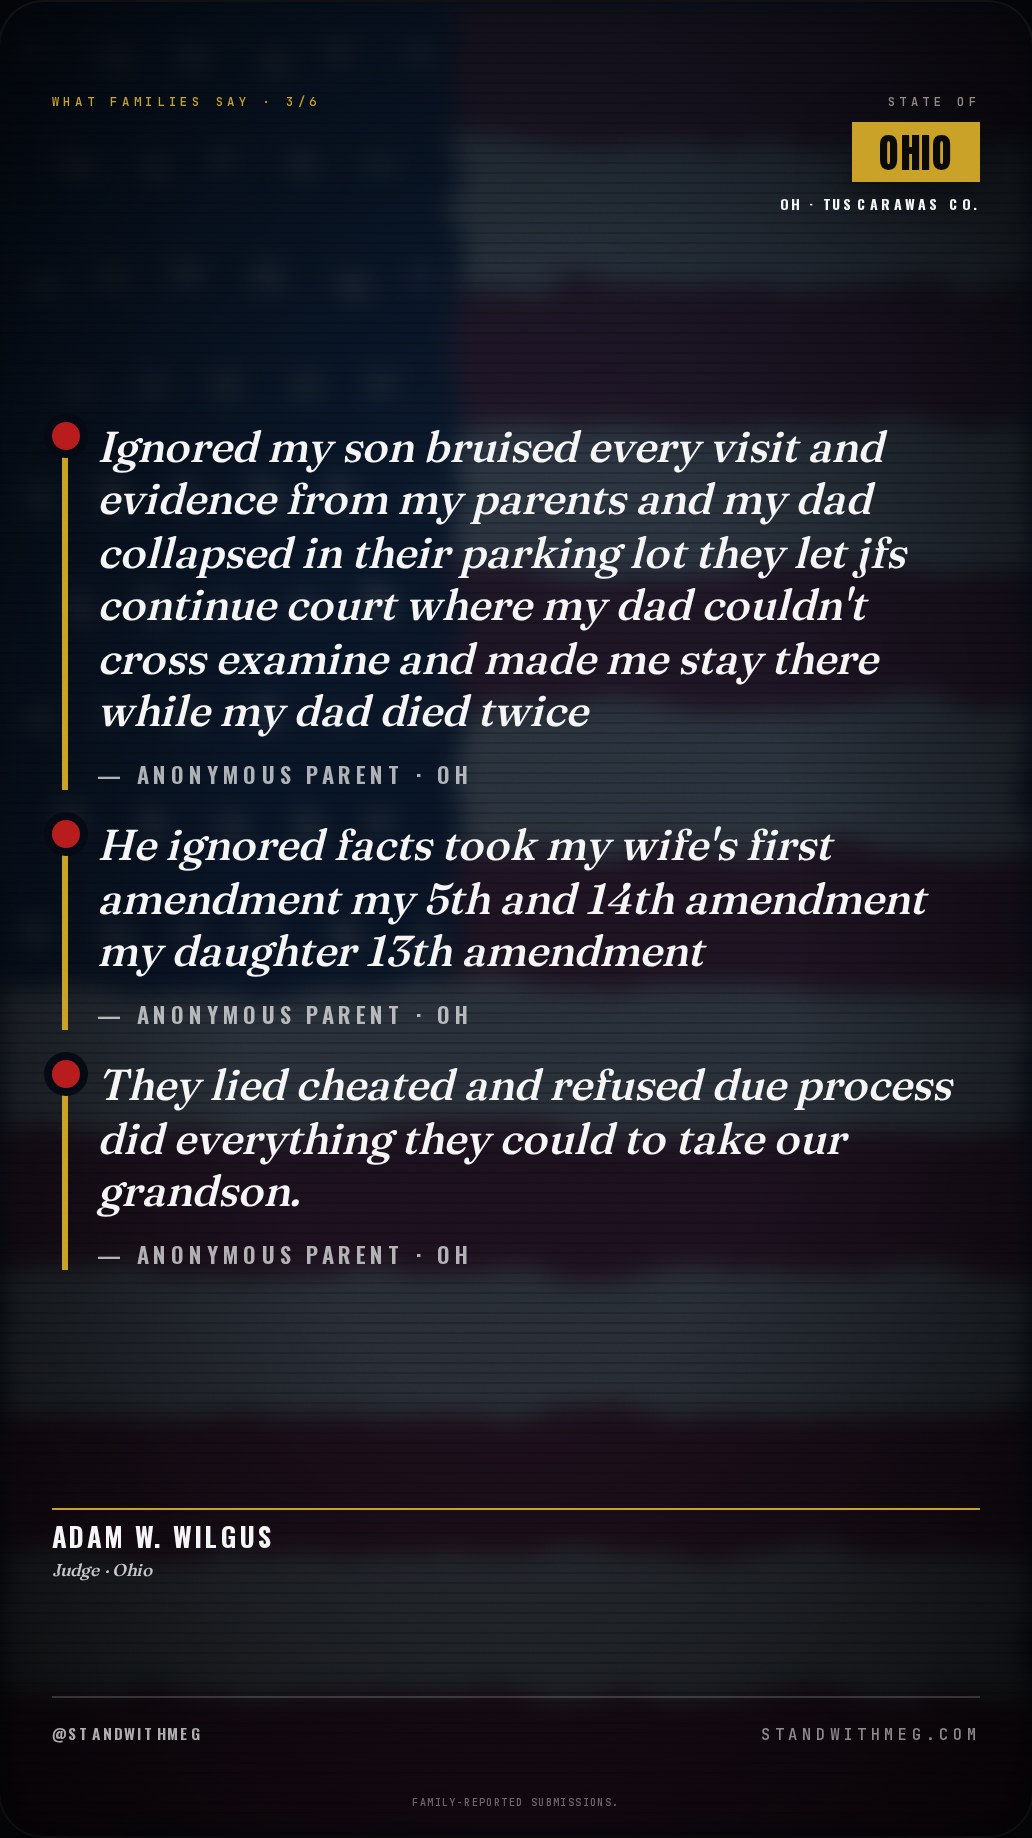 WHAT FAMILIES SAY · 3/6
STATE OF
OHIO
OH · TUSCARAWAS CO.
Ignored my son bruised every visit and
evidence from my parents and my dad
collapsed in their parking lot they let jfs
continue court where my dad couldn't
cross examine and made me stay there
while my dad died twice
— ANONYMOUS PARENT · OH
He ignored facts took my wife's first
amendment my 5th and 14th amendment
my daughter 13th amendment
— ANONYMOUS PARENT · OH
They lied cheated and refused due process
did everything they could to take our
grandson.
— ANONYMOUS PARENT · OH
ADAM W. WILGUS
Judge · Ohio
@STANDWITHMEG
STANDWITHMEG.COM
FAMILY-REPORTED SUBMISSIONS.